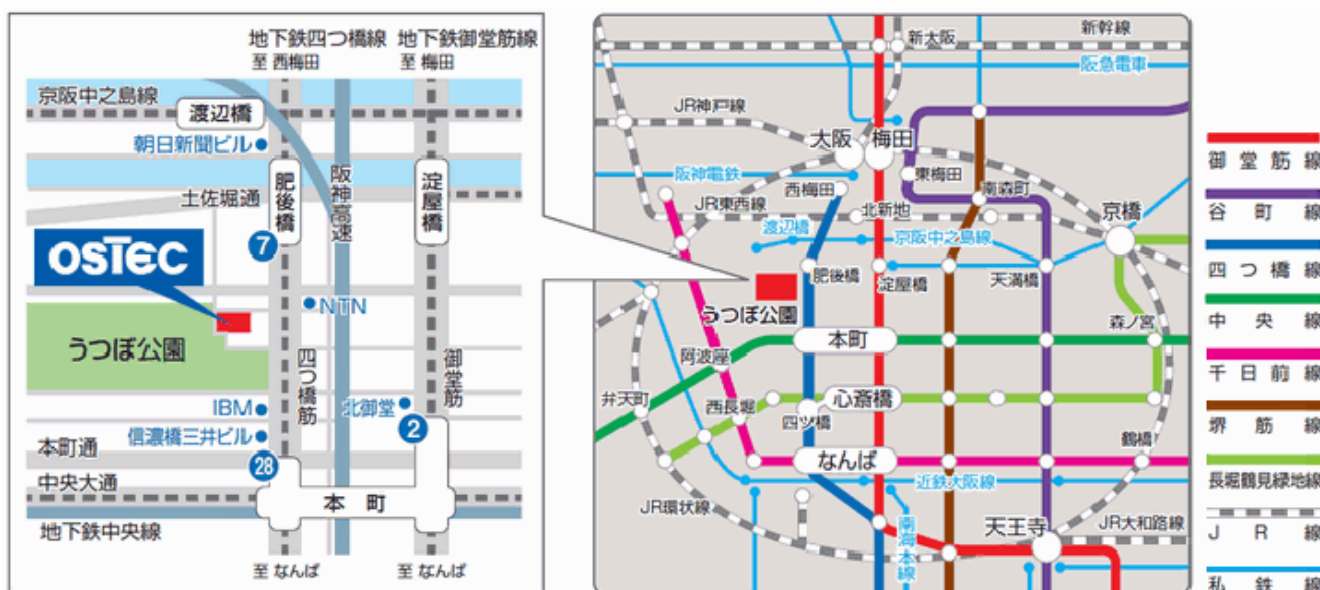 地下鉄四つ橋線
至 西梅田
地下鉄御堂筋線
至 梅田
京阪中之島線
渡辺橋
朝日新聞ビル
肥後橋
阪神高速
淀屋橋
土佐堀通
7
OSTEC
NTN
うつぼ公園
四つ橋筋
御堂筋
IBM
北御堂
2
信濃橋三井ビル
本町通
28
中央大通
本町
地下鉄中央線
至 なんば
至 なんば
新大阪
新幹線
阪急電車
JR神戸線
大阪
梅田
阪神電鉄
東梅田
西梅田
南森町
JR東西線
北新地
京橋
渡辺橋
京阪中之島線
肥後橋
淀屋橋
天満橋
うつぼ公園
森ノ宮
本町
阿波座
弁天町
心斎橋
西長堀
四ツ橋
鶴橋
なんば
近鉄大阪線
JR環状線
南海本線
天王寺
JR大和路線
御堂筋線
谷町線
四つ橋線
中央線
千日前線
堺筋線
長堀鶴見緑地線
JR線
私鉄線